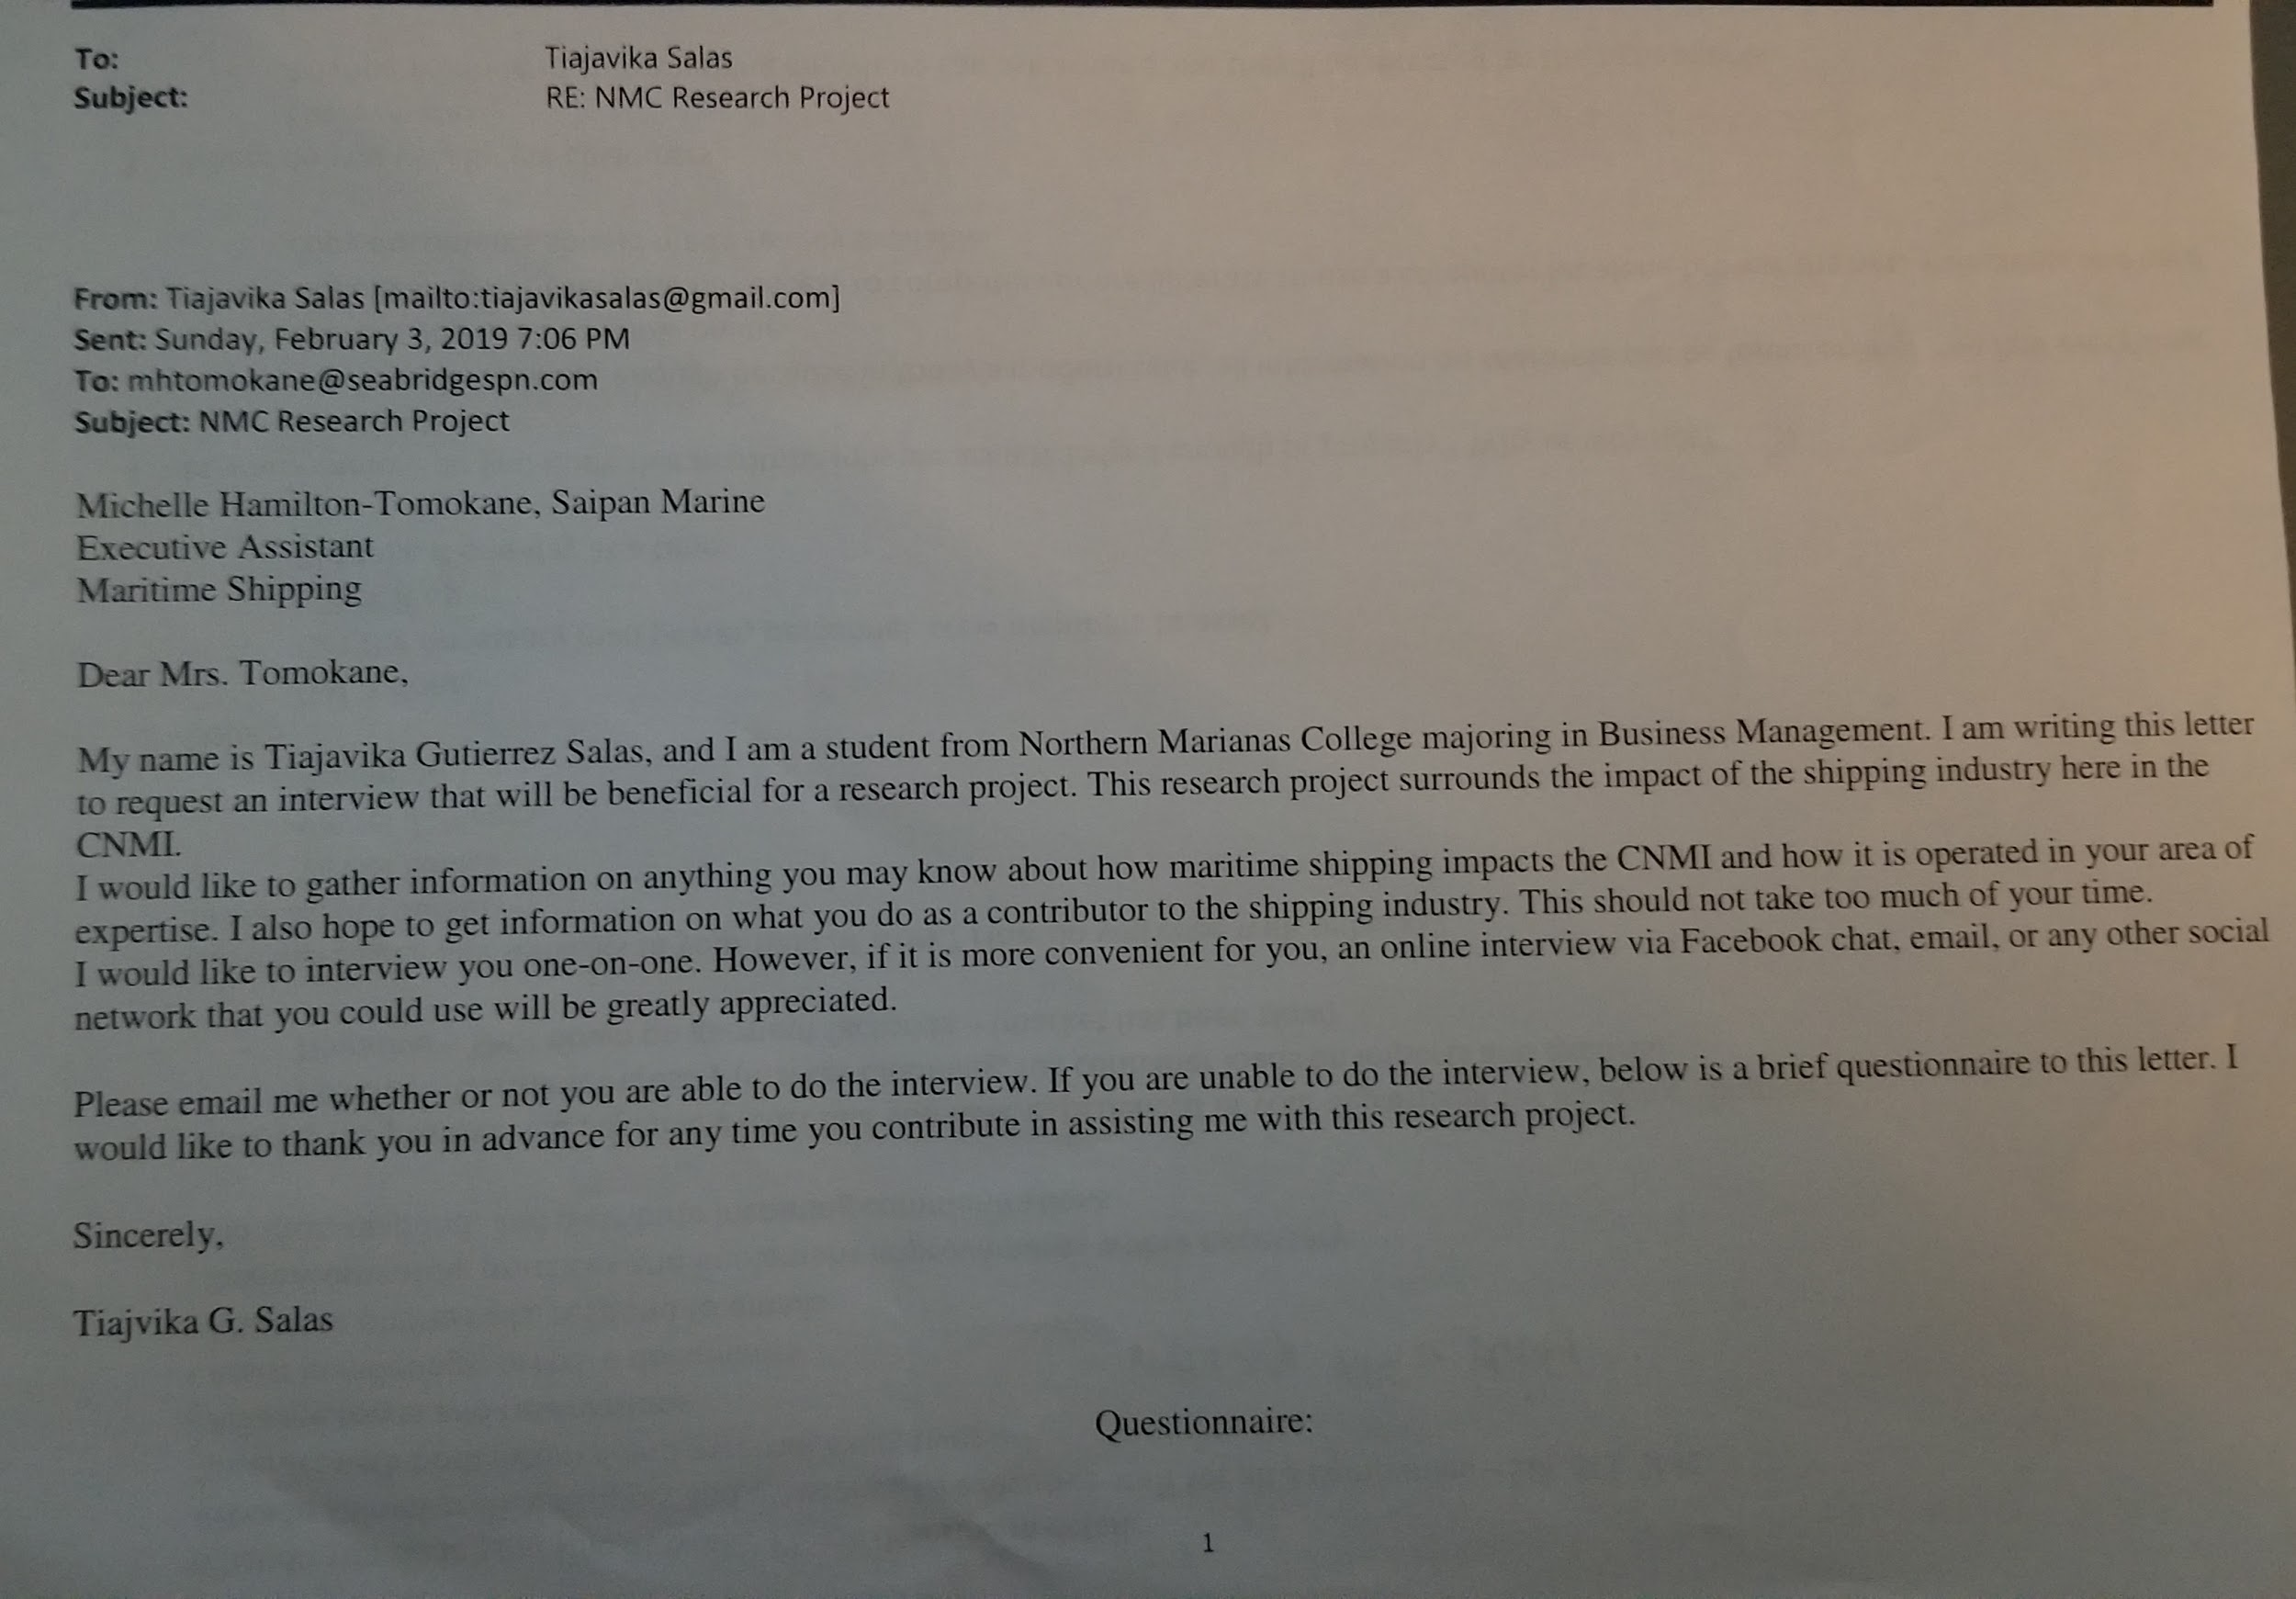 To: Tiajavika Salas
Subject: RE: NMC Research Project
From: Tiajavika Salas [mailto:tiajavikasalas@gmail.com]
Sent: Sunday, February 3, 2019 7:06 PM
To: mhtomokane@seabridgespn.com
Subject: NMC Research Project
Michelle Hamilton-Tomokane, Saipan Marine
Executive Assistant
Maritime Shipping
Dear Mrs. Tomokane,
My name is Tiajavika Gutierrez Salas, and I am a student from Northern Marianas College majoring in Business Management. I am writing this letter
to request an interview that will be beneficial for a research project. This research project surrounds the impact of the shipping industry here in the
CNMI.
I would like to gather information on anything you may know about how maritime shipping impacts the CNMI and how it is operated in your area of
expertise. I also hope to get information on what you do as a contributor to the shipping industry. This should not take too much of your time.
I would like to interview you one-on-one. However, if it is more convenient for you, an online interview via Facebook chat, email, or any other social
network that you could use will be greatly appreciated.
Please email me whether or not you are able to do the interview. If you are unable to do the interview, below is a brief questionnaire to this letter. I
would like to thank you in advance for any time you contribute in assisting me with this research project.
Sincerely,
Tiajvika G. Salas
Questionnaire:
1